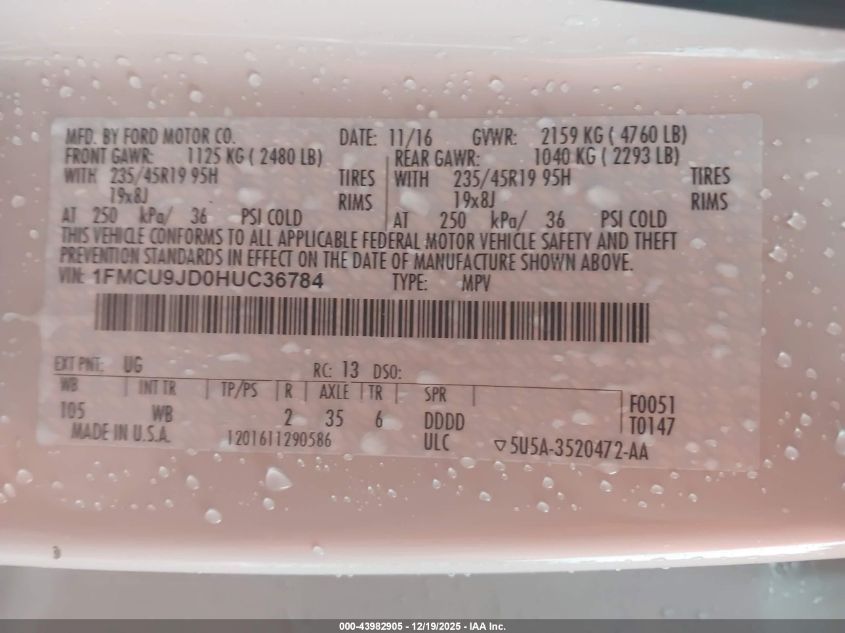 MFD. BY FORD MOTOR CO. DATE: 11/16 GVWR: 2159 KG ( 4760 LB)
FRONT GAWR: 1125 KG ( 2480 LB) REAR GAWR: 1040 KG ( 2293 LB)
WITH 235/45R19 95H TIRES WITH 235/45R19 95H TIRES
19x8J RIMS 19x8J RIMS
AT 250 kPa/ 36 PSI COLD AT 250 kPa/ 36 PSI COLD
THIS VEHICLE CONFORMS TO ALL APPLICABLE FEDERAL MOTOR VEHICLE SAFETY AND THEFT
PREVENTION STANDARDS IN EFFECT ON THE DATE OF MANUFACTURE SHOWN ABOVE.
VIN: 1FMCU9JD0HUC36784 TYPE: MPV
EXT PNT: UG RC: 13 DSO:
WB INT TR TP/PS R AXLE TR SPR
105 WB 2 35 6 DDDD F0051
MADE IN U.S.A. 1201611290586 ULC T0147
▽5U5A-3520472-AA
000-43982905 - 12/19/2025 - IAA Inc.